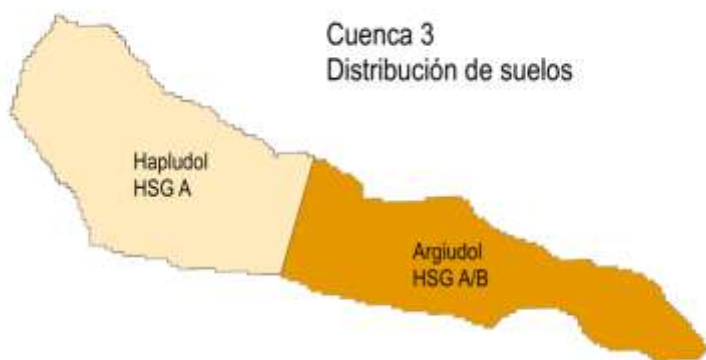 Cuenca 3
Distribución de suelos
Hapludol
HSG A
Argiudol
HSG A/B